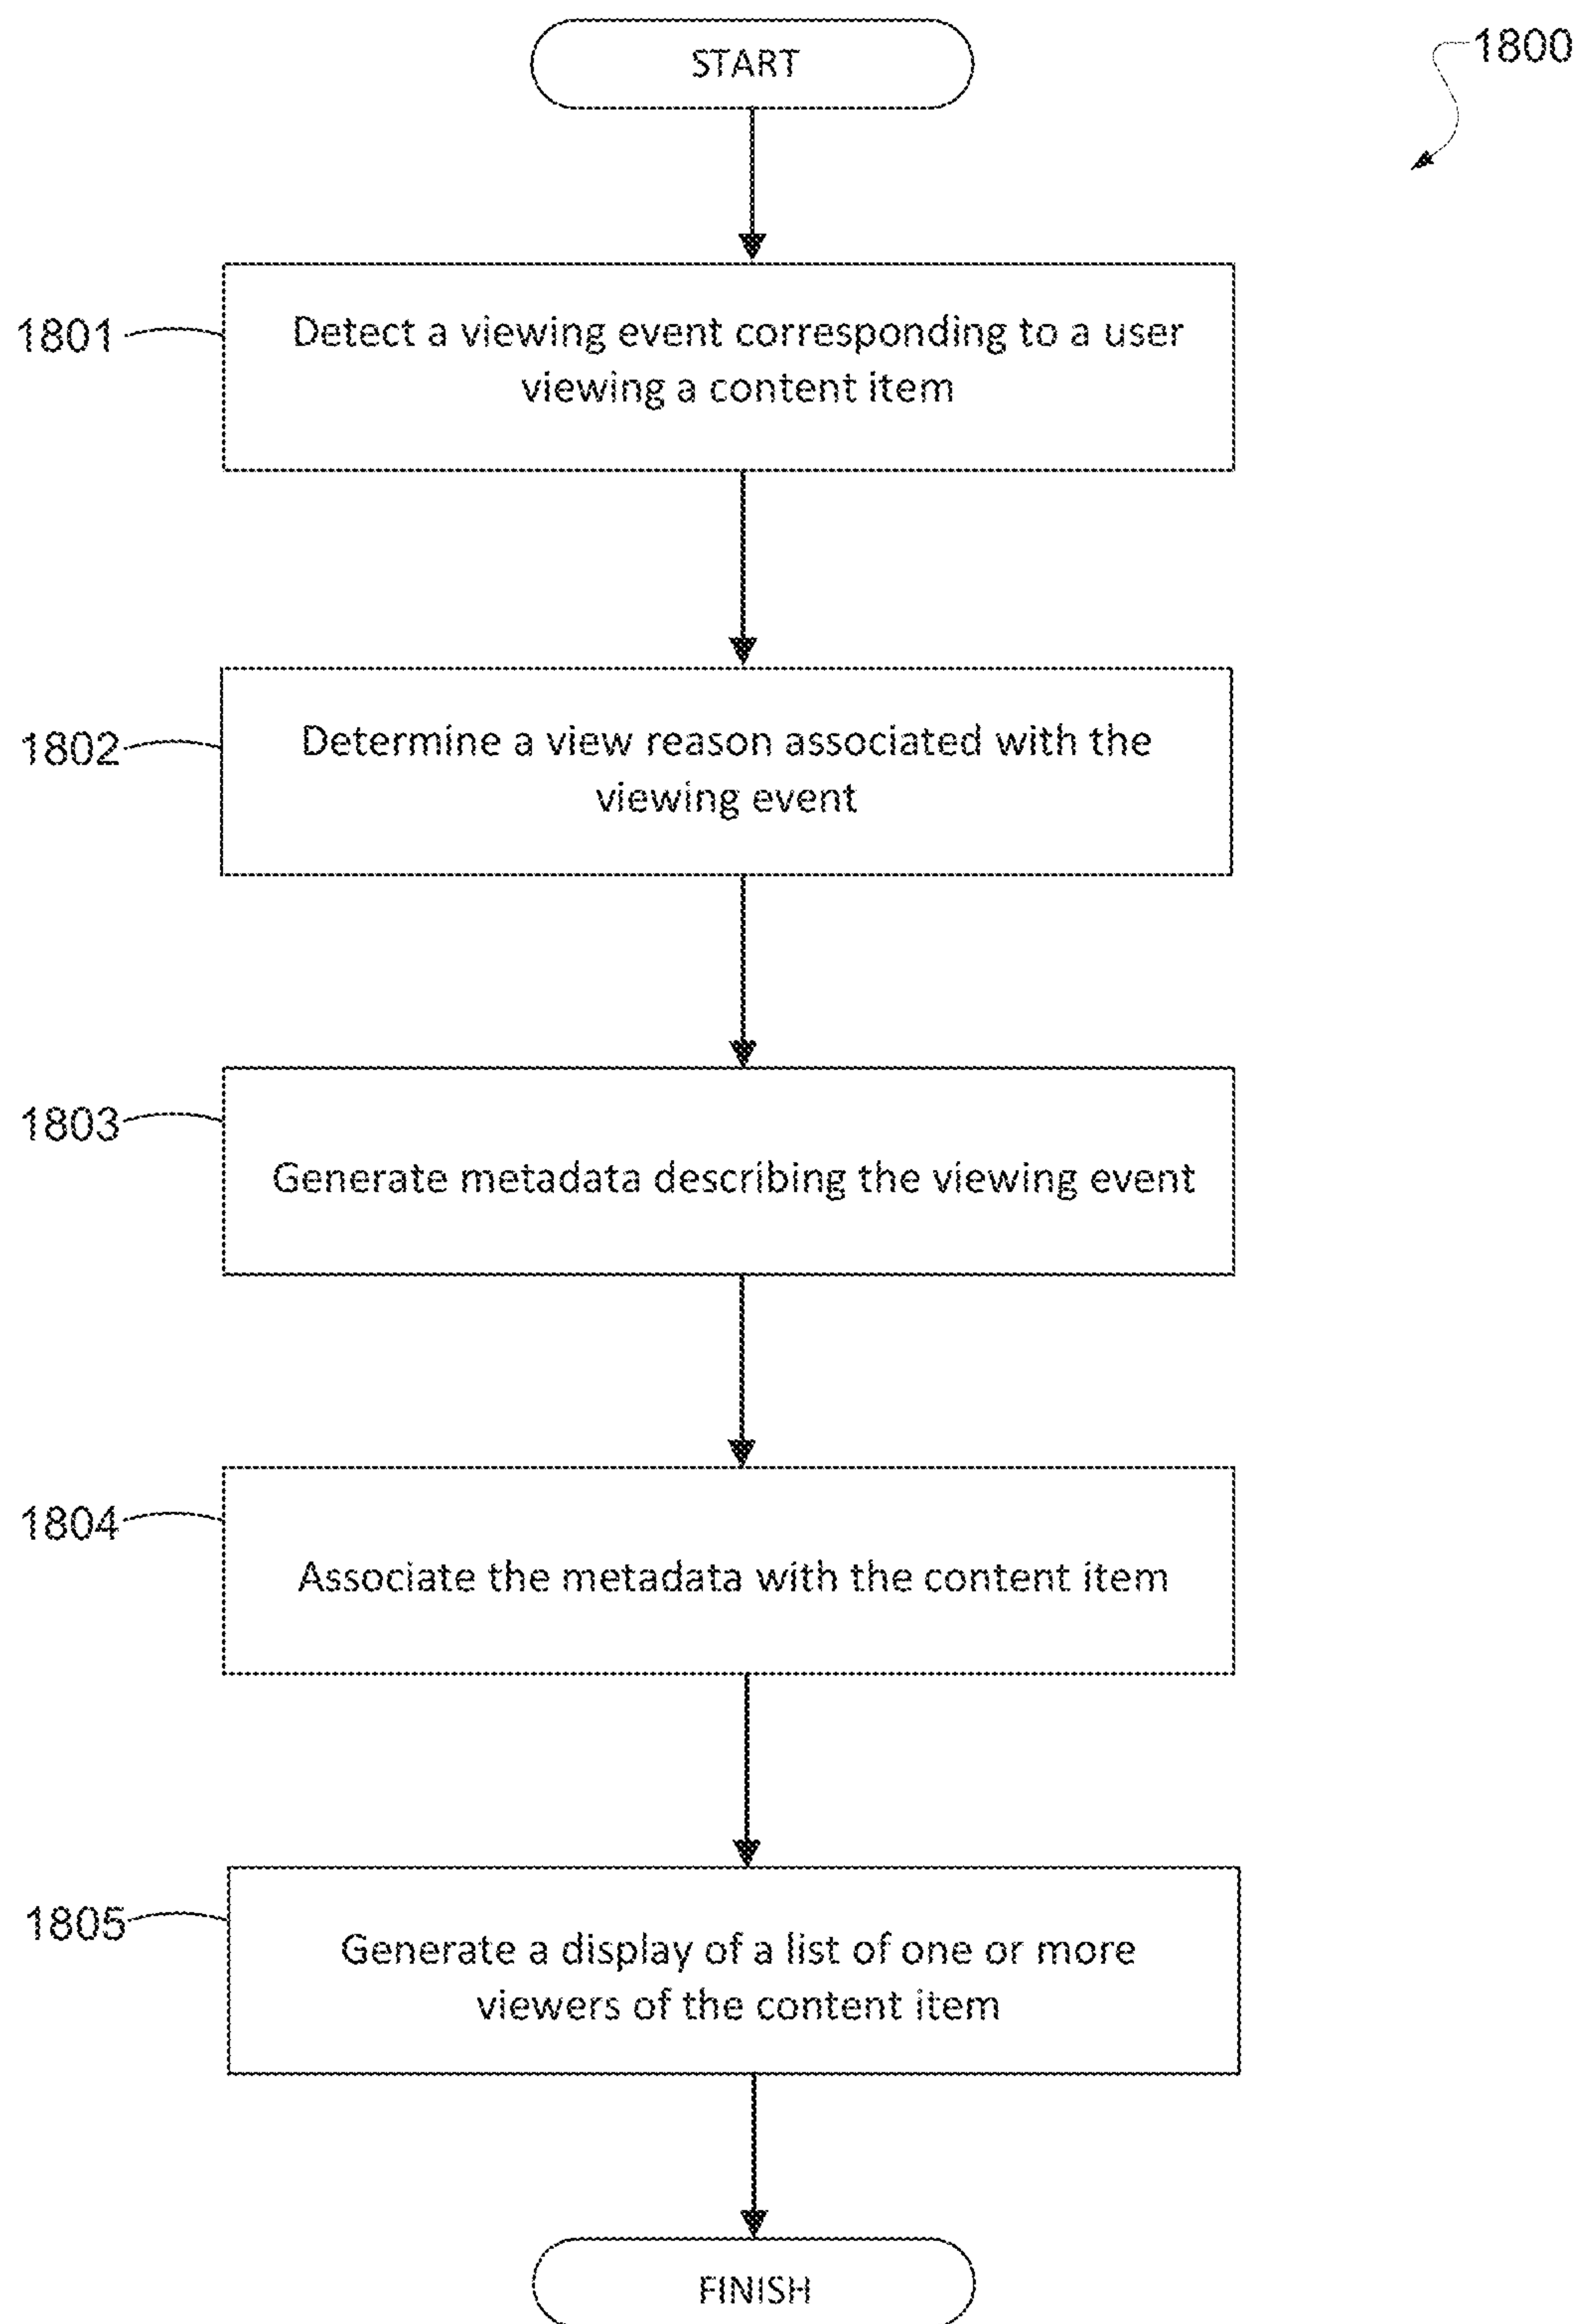 START
1800
1801
Detect a viewing event corresponding to a user
viewing a content item
1802
Determine a view reason associated with the
viewing event
1803
Generate metadata describing the viewing event
1804
Associate the metadata with the content item
1805
Generate a display of a list of one or more
viewers of the content item
FINISH